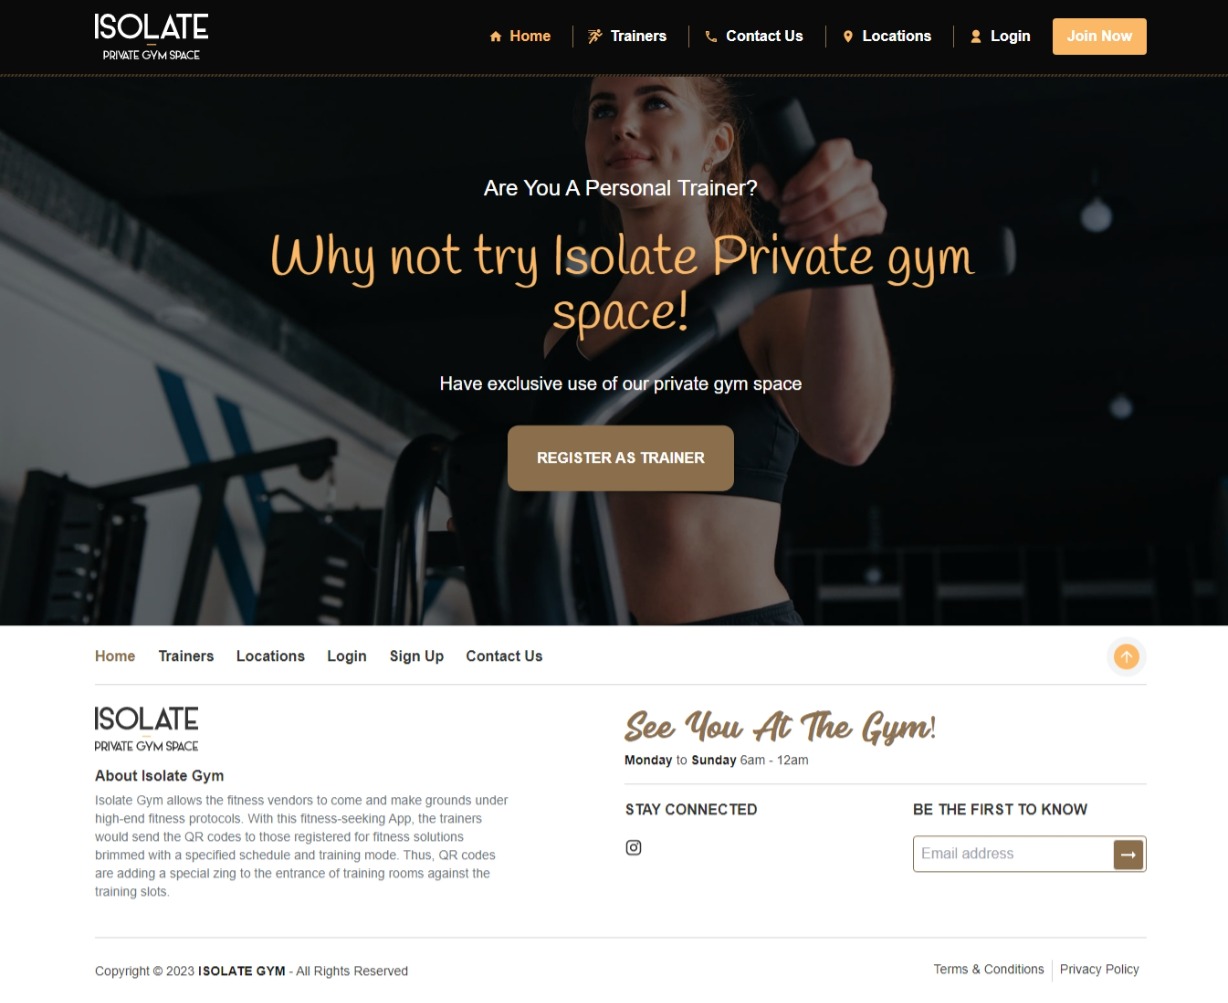 ISOLATE
PRIVATE GYM SPACE
Home
Trainers
Contact Us
Locations
Login
Join Now
Are You A Personal Trainer?
Why not try Isolate Private gym
space!
Have exclusive use of our private gym space
REGISTER AS TRAINER
Home
Trainers
Locations
Login
Sign Up
Contact Us
ISOLATE
PRIVATE GYM SPACE
About Isolate Gym
Isolate Gym allows the fitness vendors to come and make grounds under
high-end fitness protocols. With this fitness-seeking App, the trainers
would send the QR codes to those registered for fitness solutions
brimmed with a specified schedule and training mode. Thus, QR codes
are adding a special zing to the entrance of training rooms against the
training slots.
See You At The Gym!
Monday to Sunday 6am - 12am
STAY CONNECTED
BE THE FIRST TO KNOW
Email address
Copyright © 2023 ISOLATE GYM - All Rights Reserved
Terms & Conditions
Privacy Policy